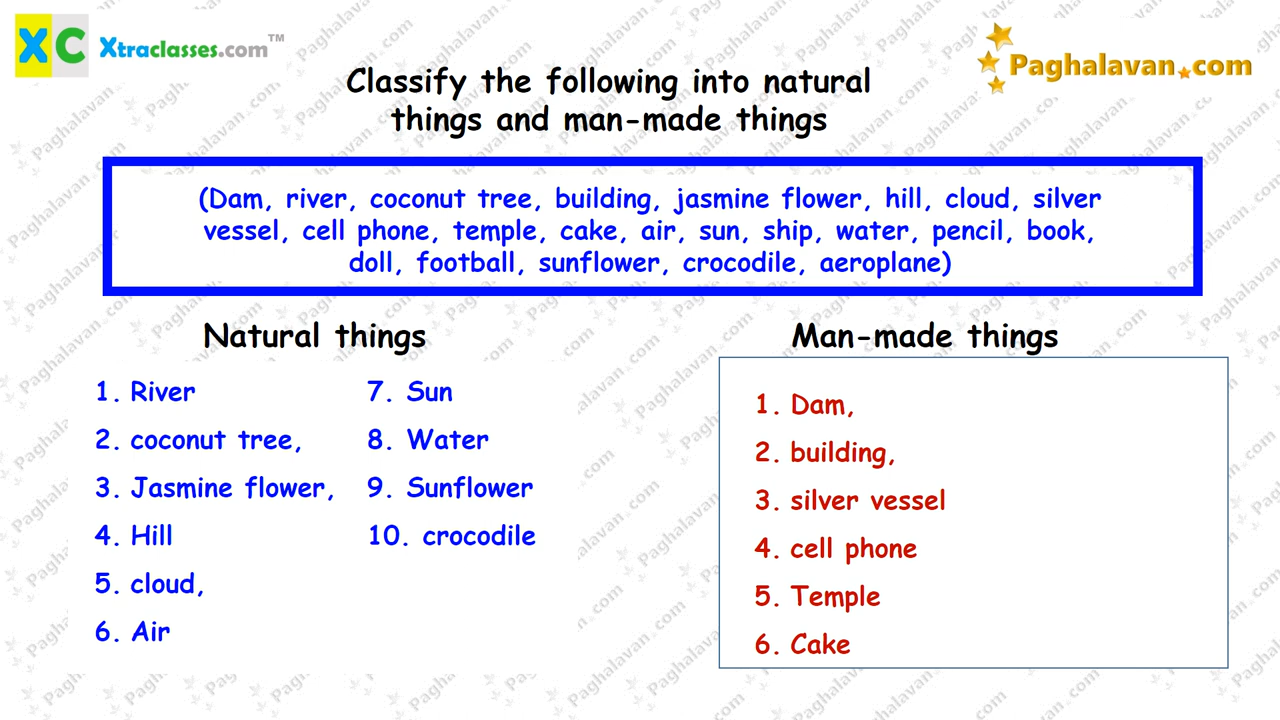 XC Xtraclasses.com™
Paghalavan.com
Classify the following into natural
things and man-made things
(Dam, river, coconut tree, building, jasmine flower, hill, cloud, silver
vessel, cell phone, temple, cake, air, sun, ship, water, pencil, book,
doll, football, sunflower, crocodile, aeroplane)
Natural things
1. River
2. coconut tree,
3. Jasmine flower,
4. Hill
5. cloud,
6. Air
7. Sun
8. Water
9. Sunflower
10. crocodile
Man-made things
1. Dam,
2. building,
3. silver vessel
4. cell phone
5. Temple
6. Cake